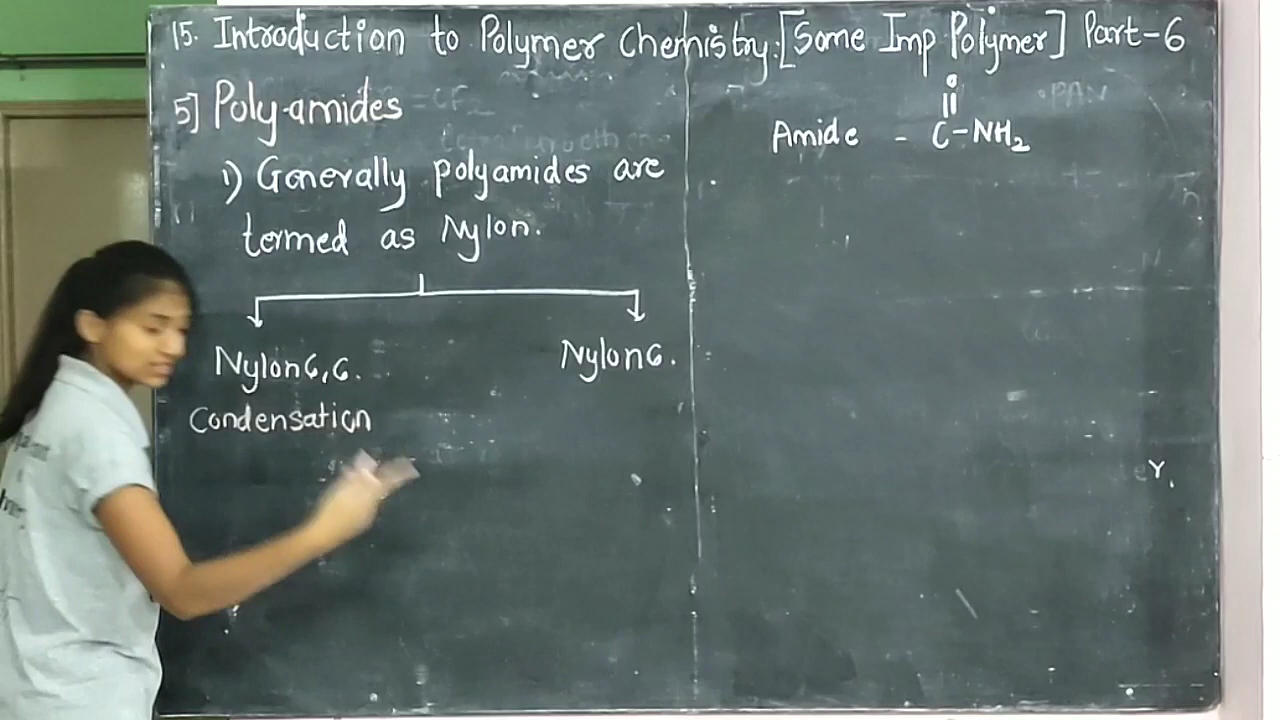 15. Introduction to Polymer Chemistry. [Some Imp Polymer] Part-6
5] Poly-amides
1) Generally polyamides are
termed as Nylon.
Nylon6,6.
Nylon6.
Condensation
O
||
Amide - C-NH₂